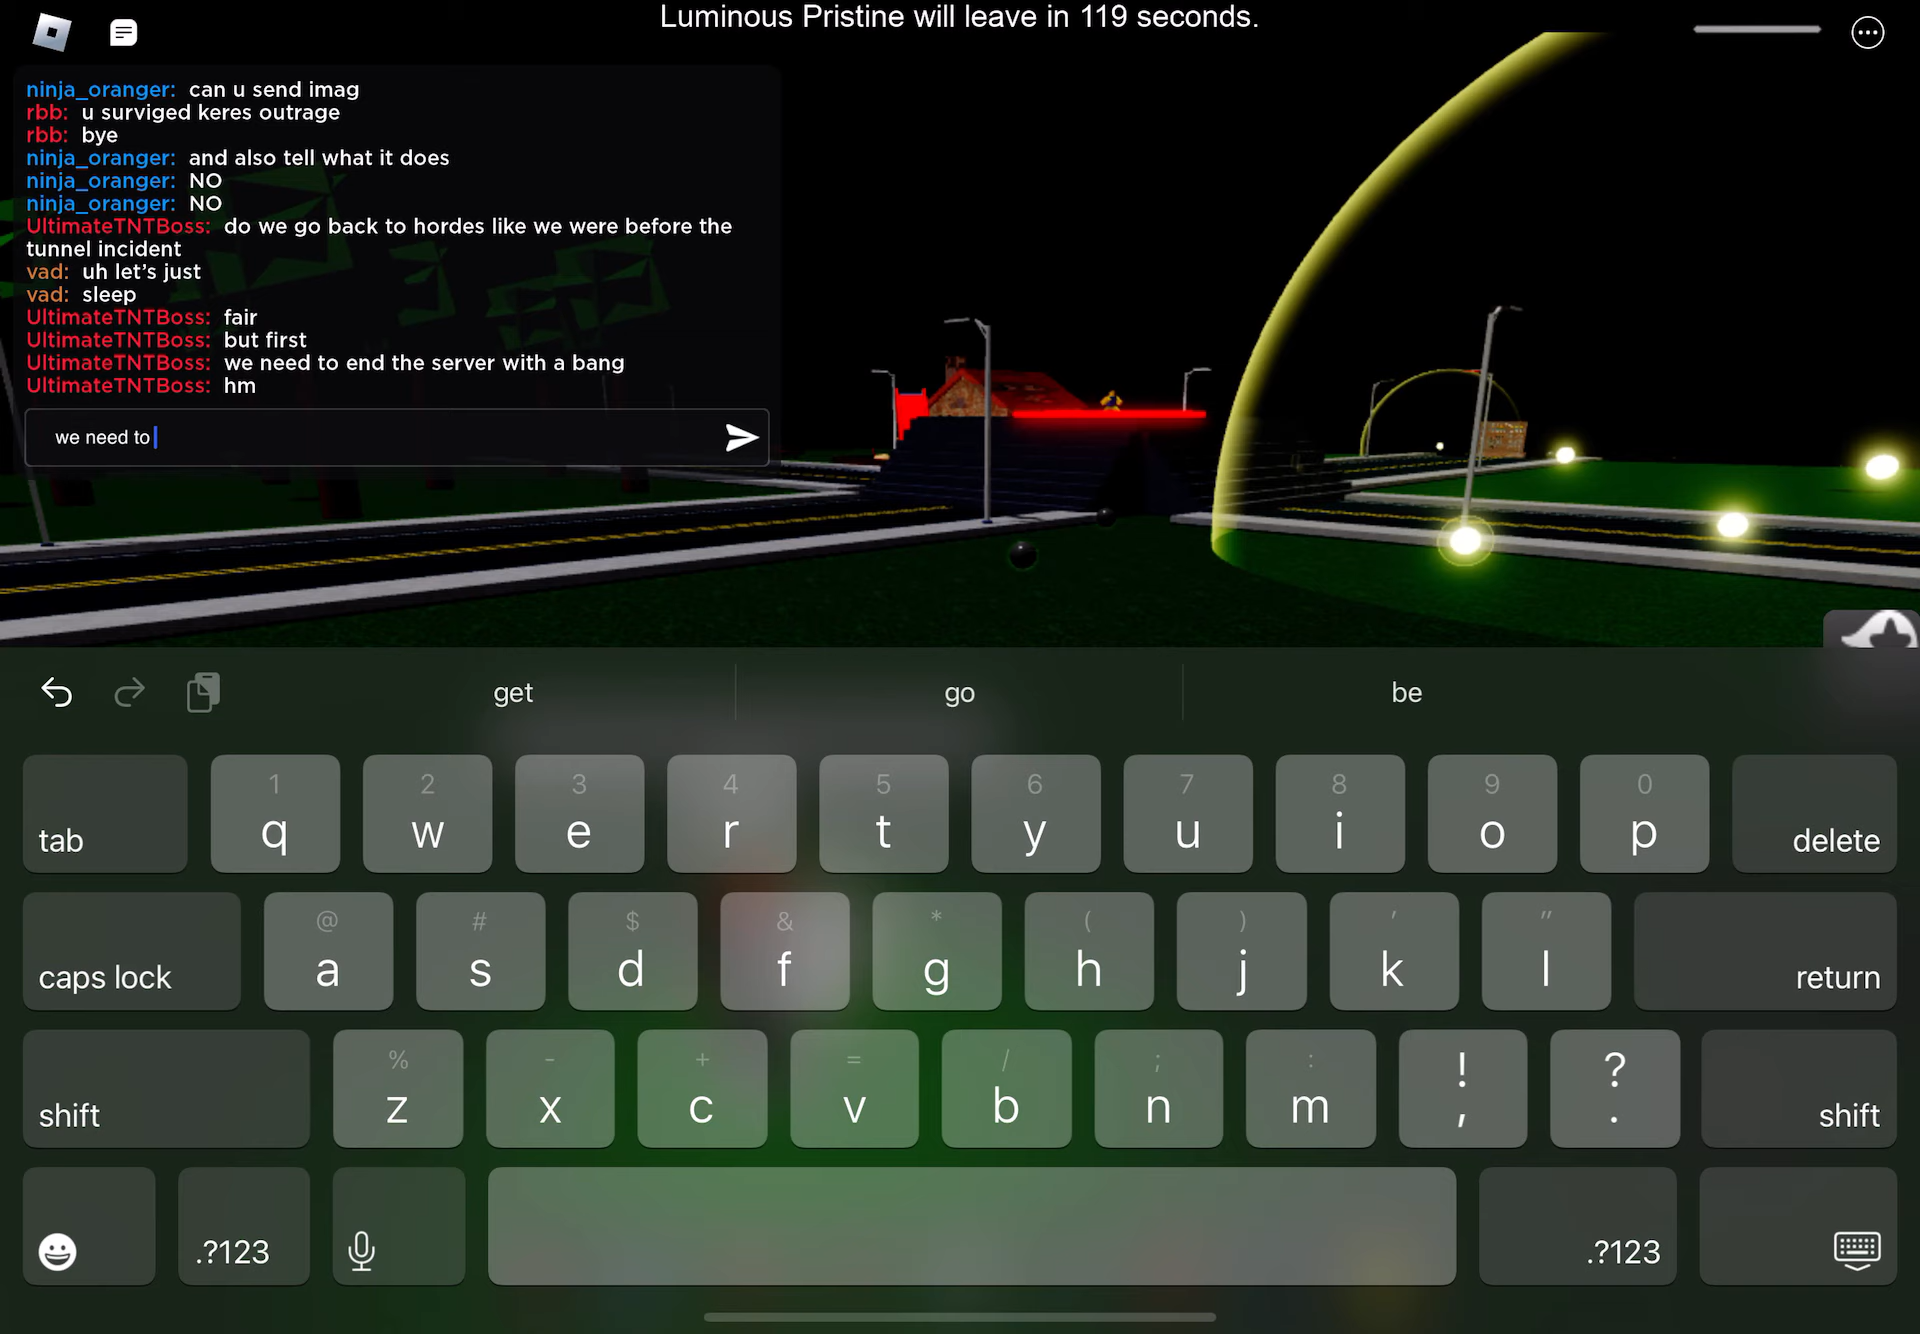 Luminous Pristine will leave in 119 seconds.
ninja_oranger: can u send imag
rbb: u surviged keres outrage
rbb: bye
ninja_oranger: and also tell what it does
ninja_oranger: NO
ninja_oranger: NO
UltimateTNTBoss: do we go back to hordes like we were before the
tunnel incident
vad: uh let's just
vad: sleep
UltimateTNTBoss: fair
UltimateTNTBoss: but first
UltimateTNTBoss: we need to end the server with a bang
UltimateTNTBoss: hm
we need to
get go be
1 2 3 4 5 6 7 8 9 0
tab q w e r t y u i o p delete
@ # $ & * ( ) ' "
caps lock a s d f g h j k l return
% - + = / ; : ! ?
shift z x c v b n m , . shift
.?123 .?123